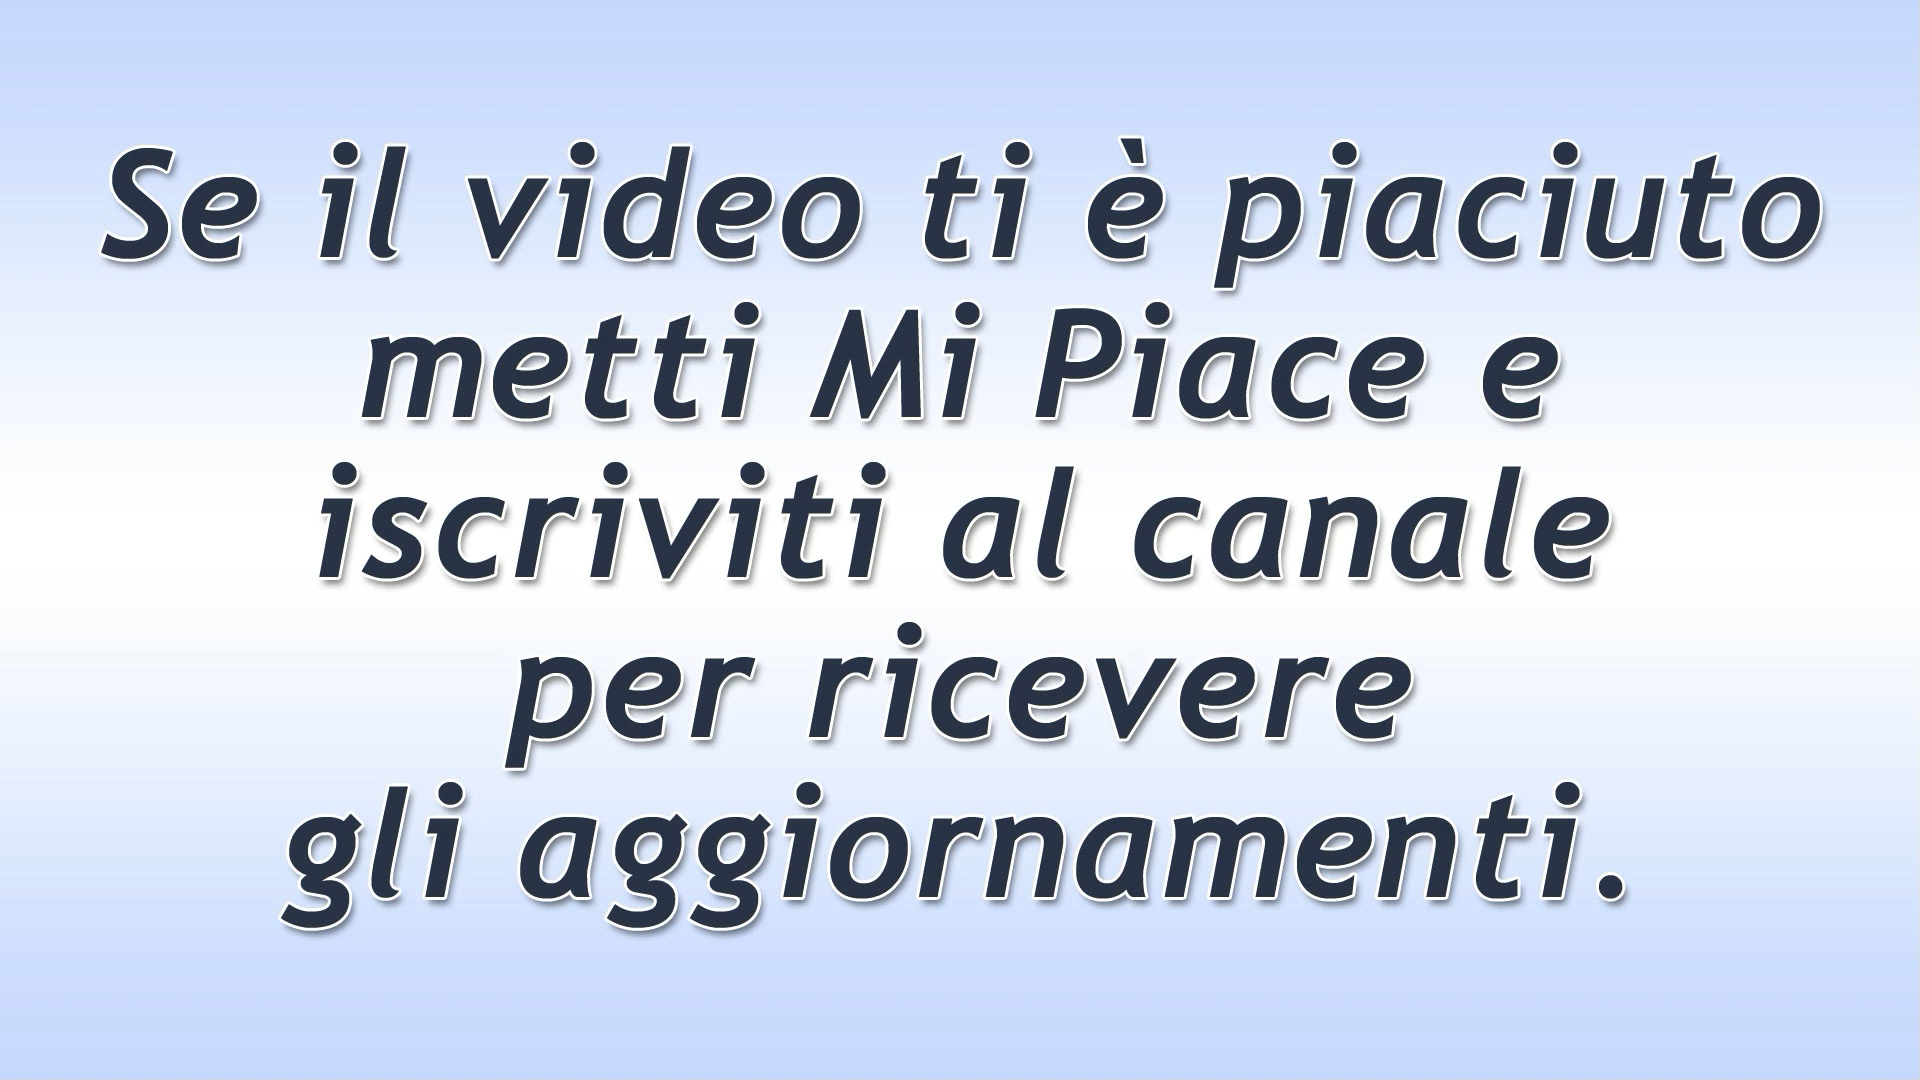 Se il video ti è piaciuto
metti Mi Piace e
iscriviti al canale
per ricevere
gli aggiornamenti.